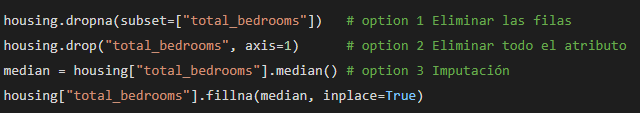 housing.dropna(subset=["total_bedrooms"])   # option 1 Eliminar las filas
housing.drop("total_bedrooms", axis=1)      # option 2 Eliminar todo el atributo
median = housing["total_bedrooms"].median() # option 3 Imputación
housing["total_bedrooms"].fillna(median, inplace=True)